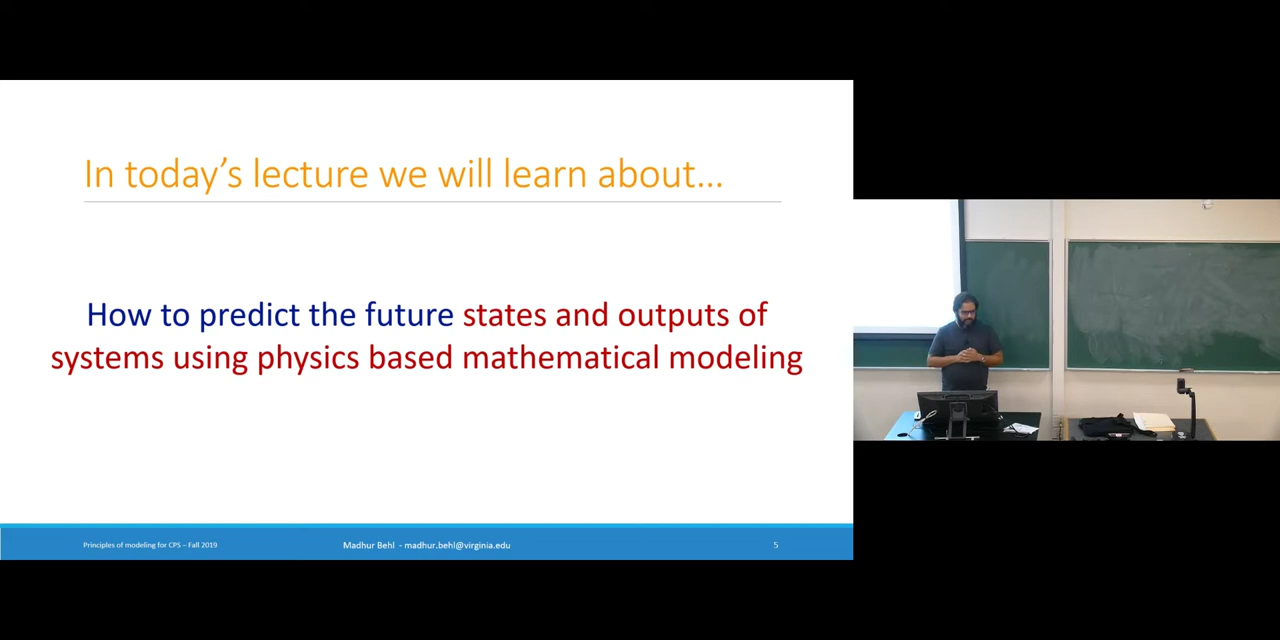 In today's lecture we will learn about...
How to predict the future states and outputs of
systems using physics based mathematical modeling
Principles of modeling for CPS – Fall 2019
Madhur Behl - madhur.behl@virginia.edu
5